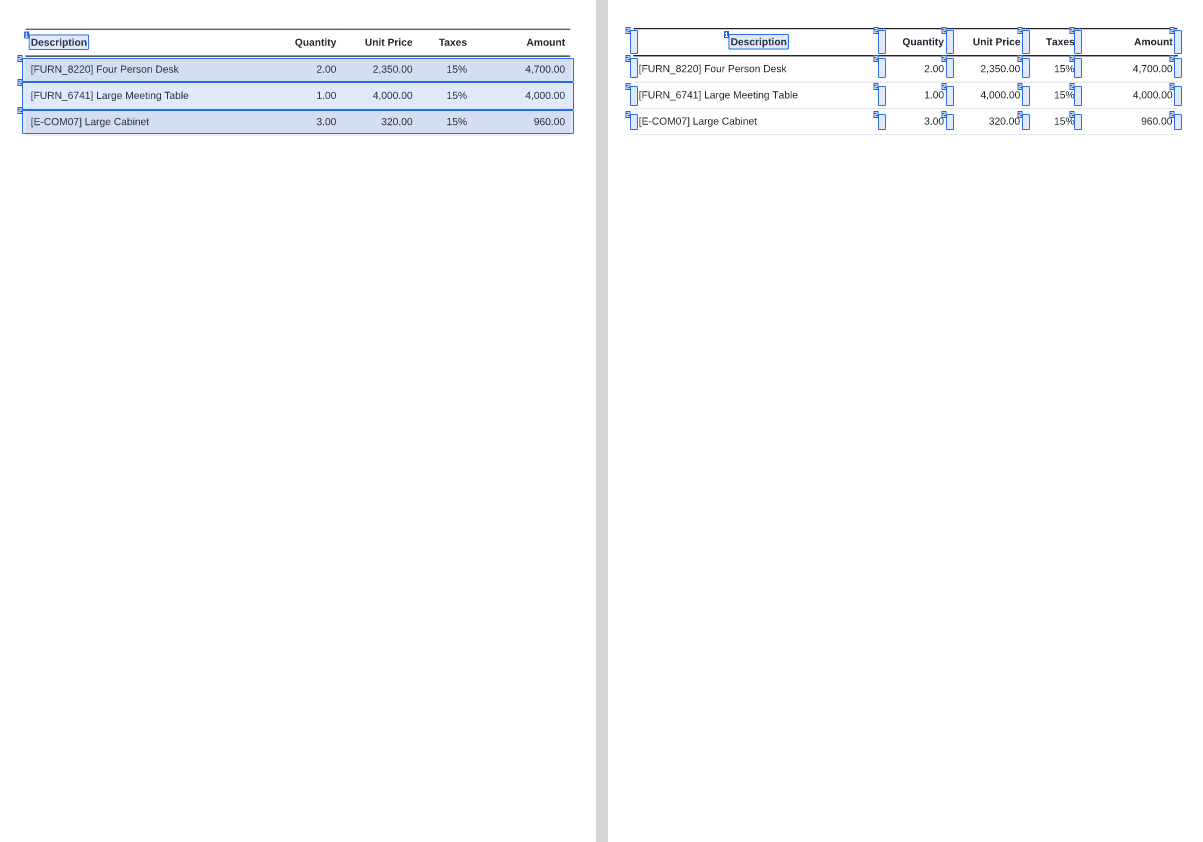 Description Quantity Unit Price Taxes Amount
[FURN_8220] Four Person Desk 2.00 2,350.00 15% 4,700.00
[FURN_6741] Large Meeting Table 1.00 4,000.00 15% 4,000.00
[E-COM07] Large Cabinet 3.00 320.00 15% 960.00
Description Quantity Unit Price Taxes Amount
[FURN_8220] Four Person Desk 2.00 2,350.00 15% 4,700.00
[FURN_6741] Large Meeting Table 1.00 4,000.00 15% 4,000.00
[E-COM07] Large Cabinet 3.00 320.00 15% 960.00